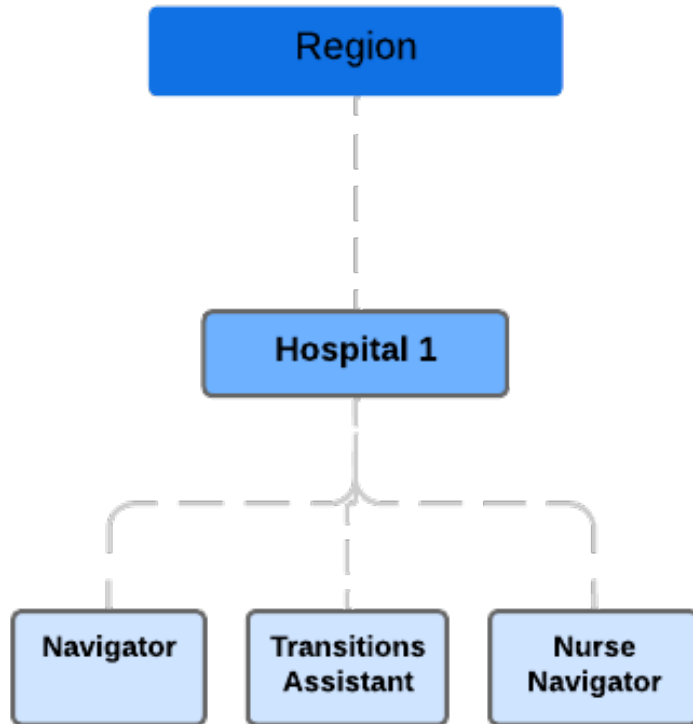 Region
Hospital 1
Navigator
Transitions
Assistant
Nurse
Navigator